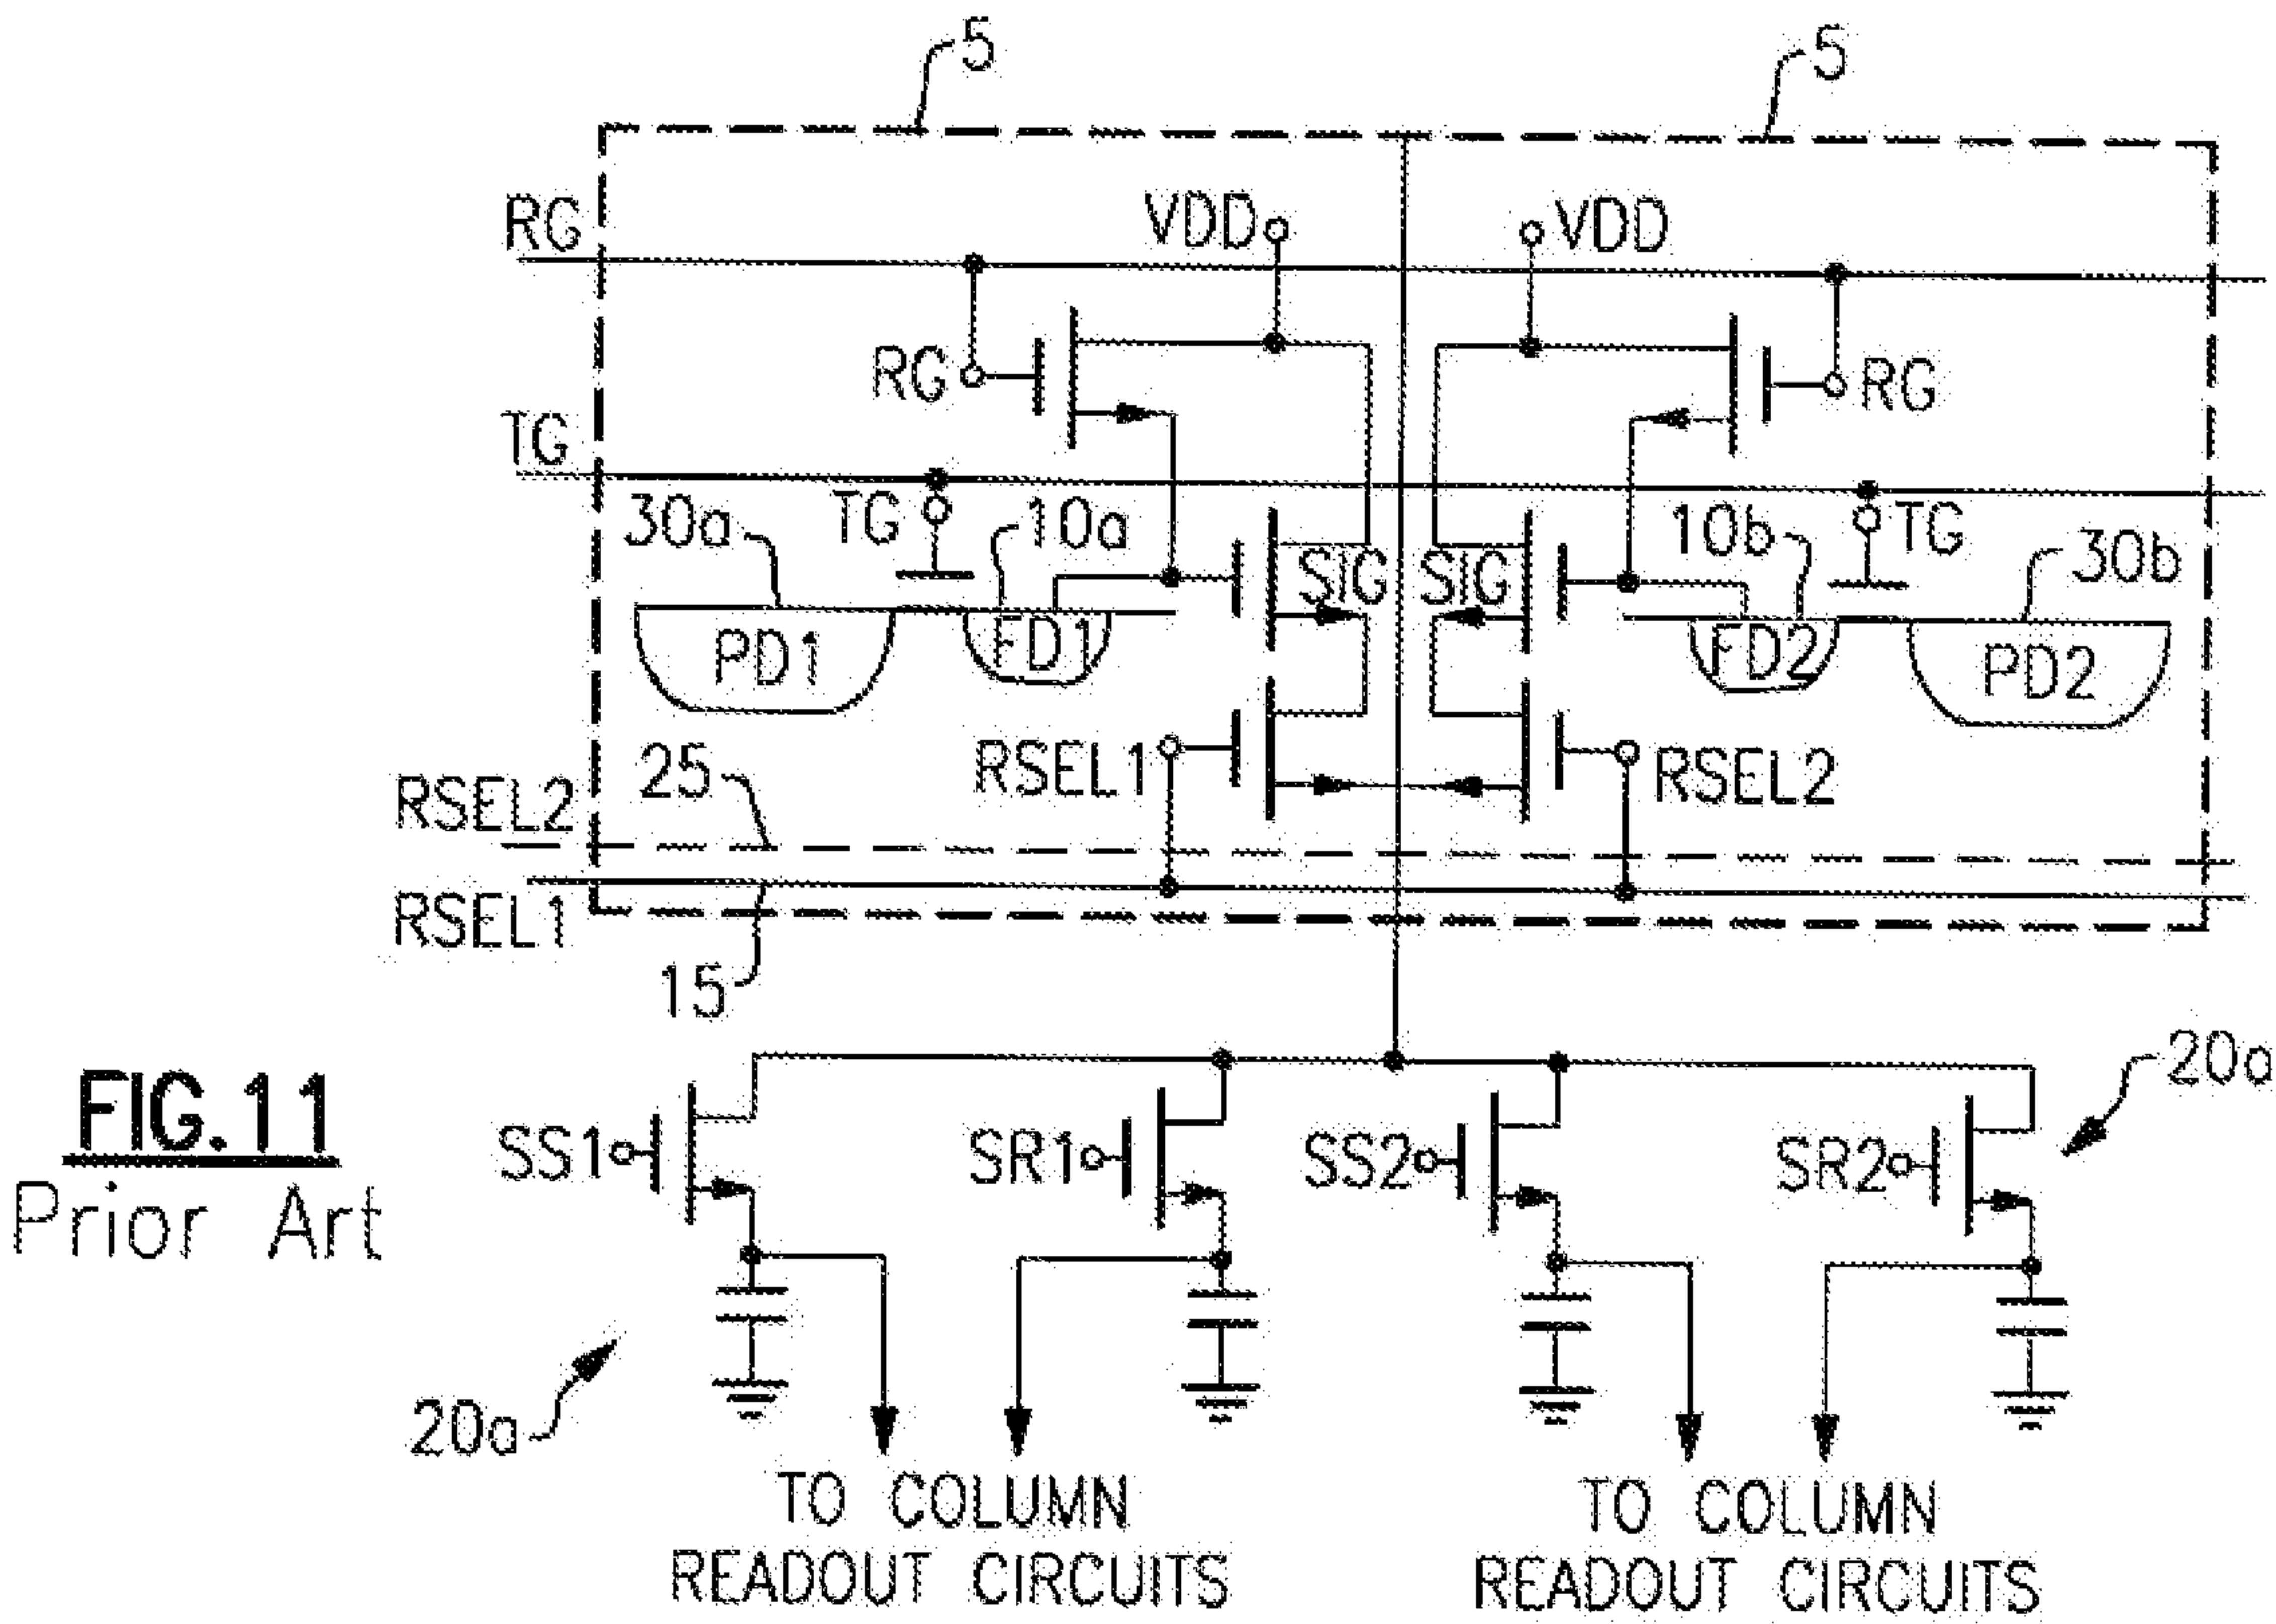 5 5
RG VDD VDD
RG RG
TG
30a TG 10a SIG SIG 10b TG 30b
PD1 FD1 FD2 PD2
RSEL2 25 RSEL1 RSEL2
RSEL1
15
FIG.11
Prior Art
SS1 SR1 SS2 SR2 20a
20a
TO COLUMN
READOUT CIRCUITS
TO COLUMN
READOUT CIRCUITS